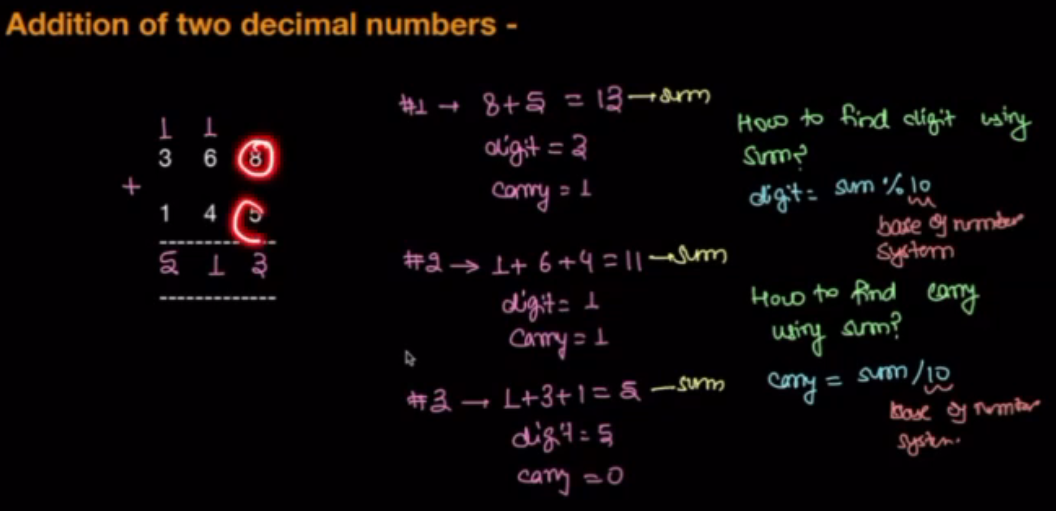 Addition of two decimal numbers -
1 1
3 6 8
+
1 4 5
5 1 3
#1 → 8+5 = 13 → sum
digit = 3
carry = 1
#2 → 1+6+4 = 11 → sum
digit = 1
carry = 1
#3 → 1+3+1 = 5 — sum
digit = 5
carry = 0
How to find digit using
sum?
digit = sum % 10
base of number
system
How to find carry
using sum?
carry = sum /10
base of number
system.